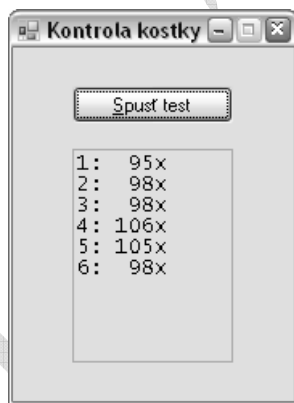 Kontrola kostky
Spusť test
1:  95x
2:  98x
3:  98x
4: 106x
5: 105x
6:  98x